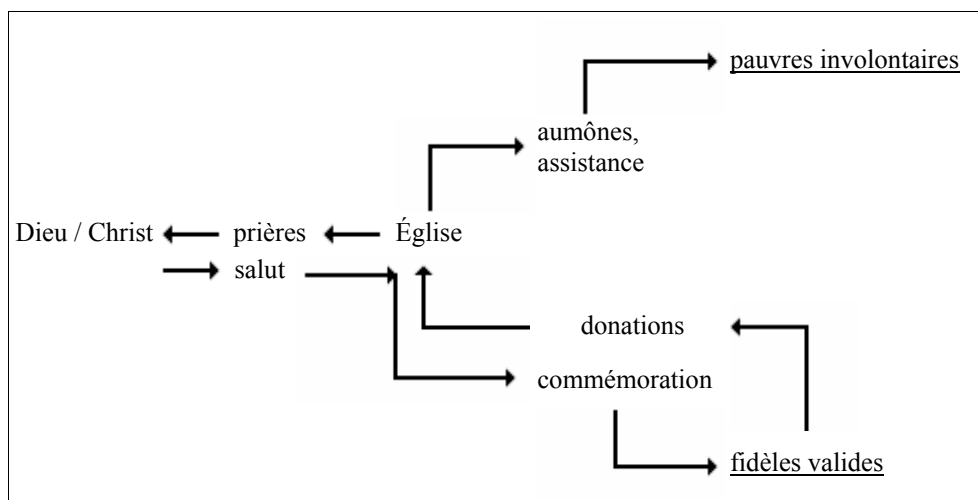 pauvres involontaires
aumônes,
assistance
Dieu / Christ prières Église
salut
donations
commémoration
fidèles valides